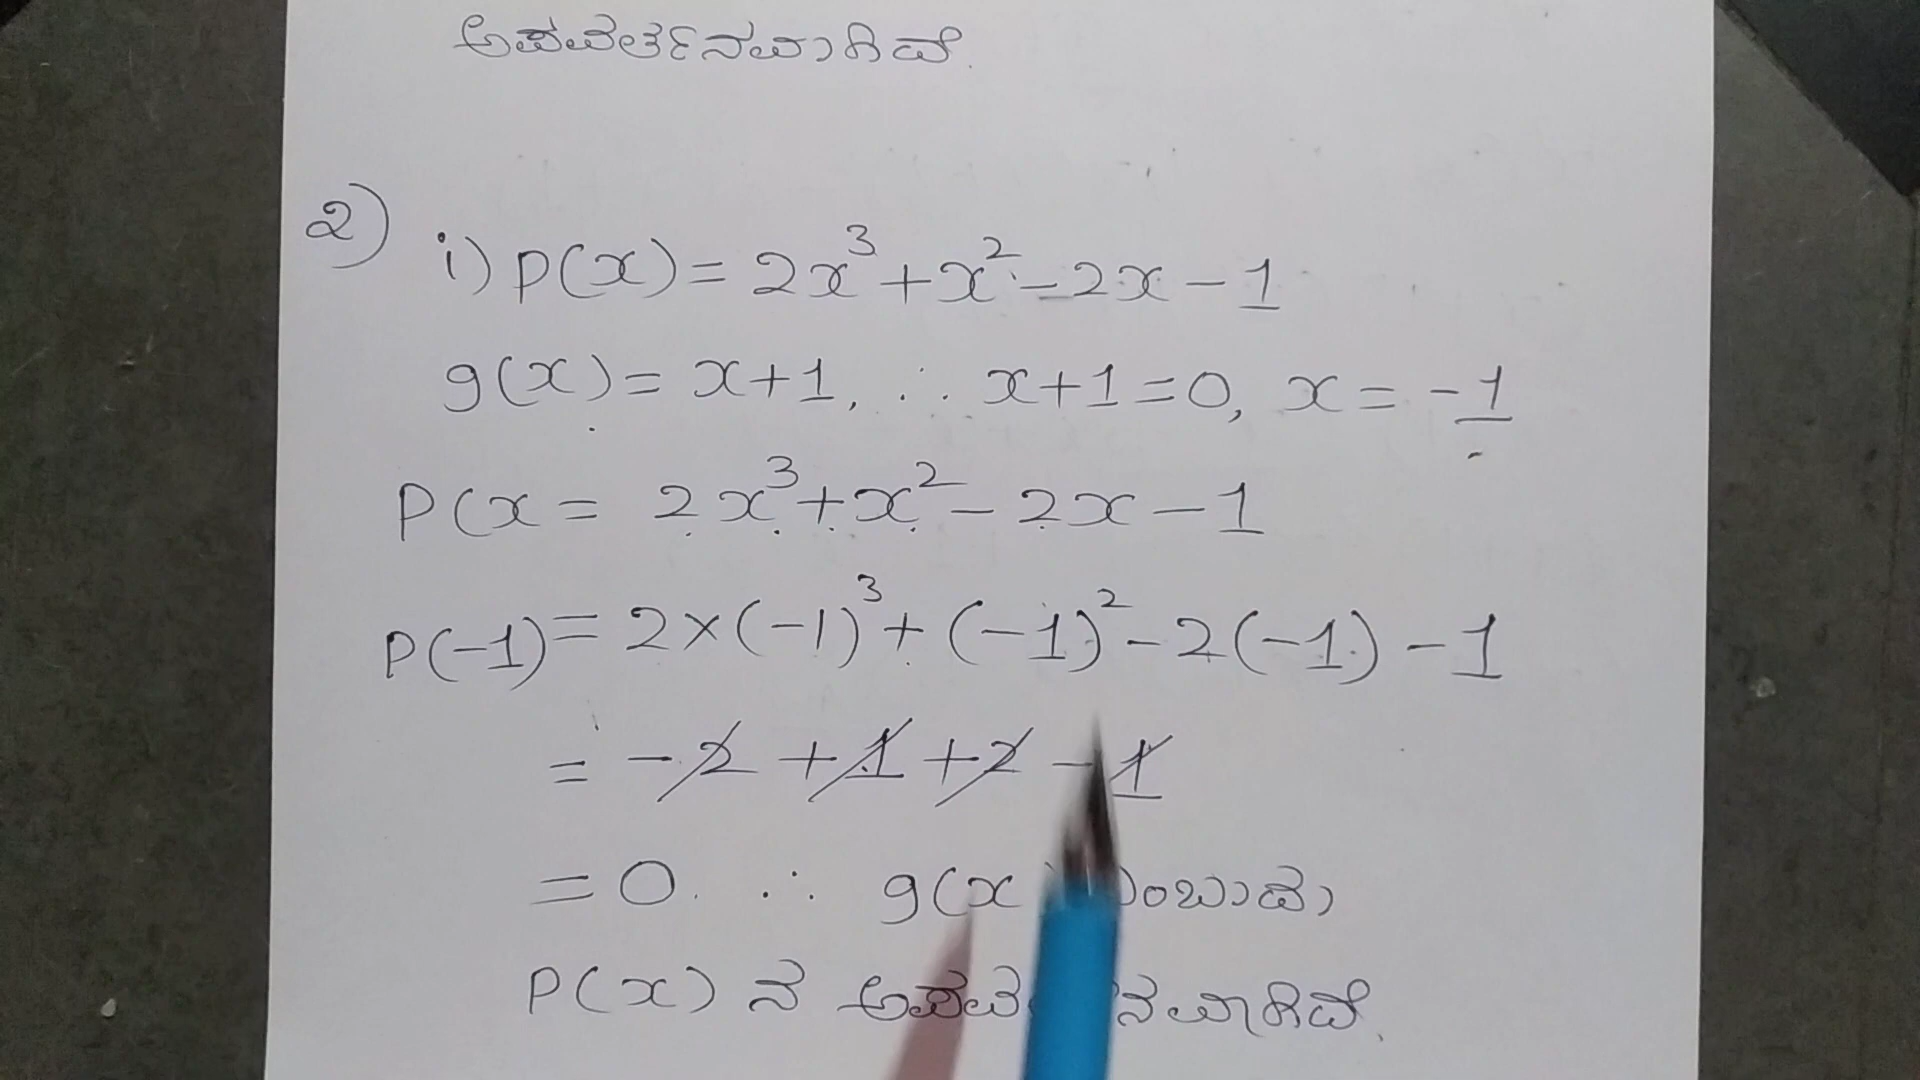 ಅಪವರ್ತನವಾಗಿದೆ.
2) i) P(x) = 2x³ + x² - 2x - 1
g(x) = x+1, ∴ x+1 = 0, x = -1
P(x = 2x³ + x² - 2x - 1
P(-1) = 2×(-1)³ + (-1)² - 2(-1) - 1
= -2 + 1 + 2 - 1
= 0. ∴ g(x)
P(x) ನ